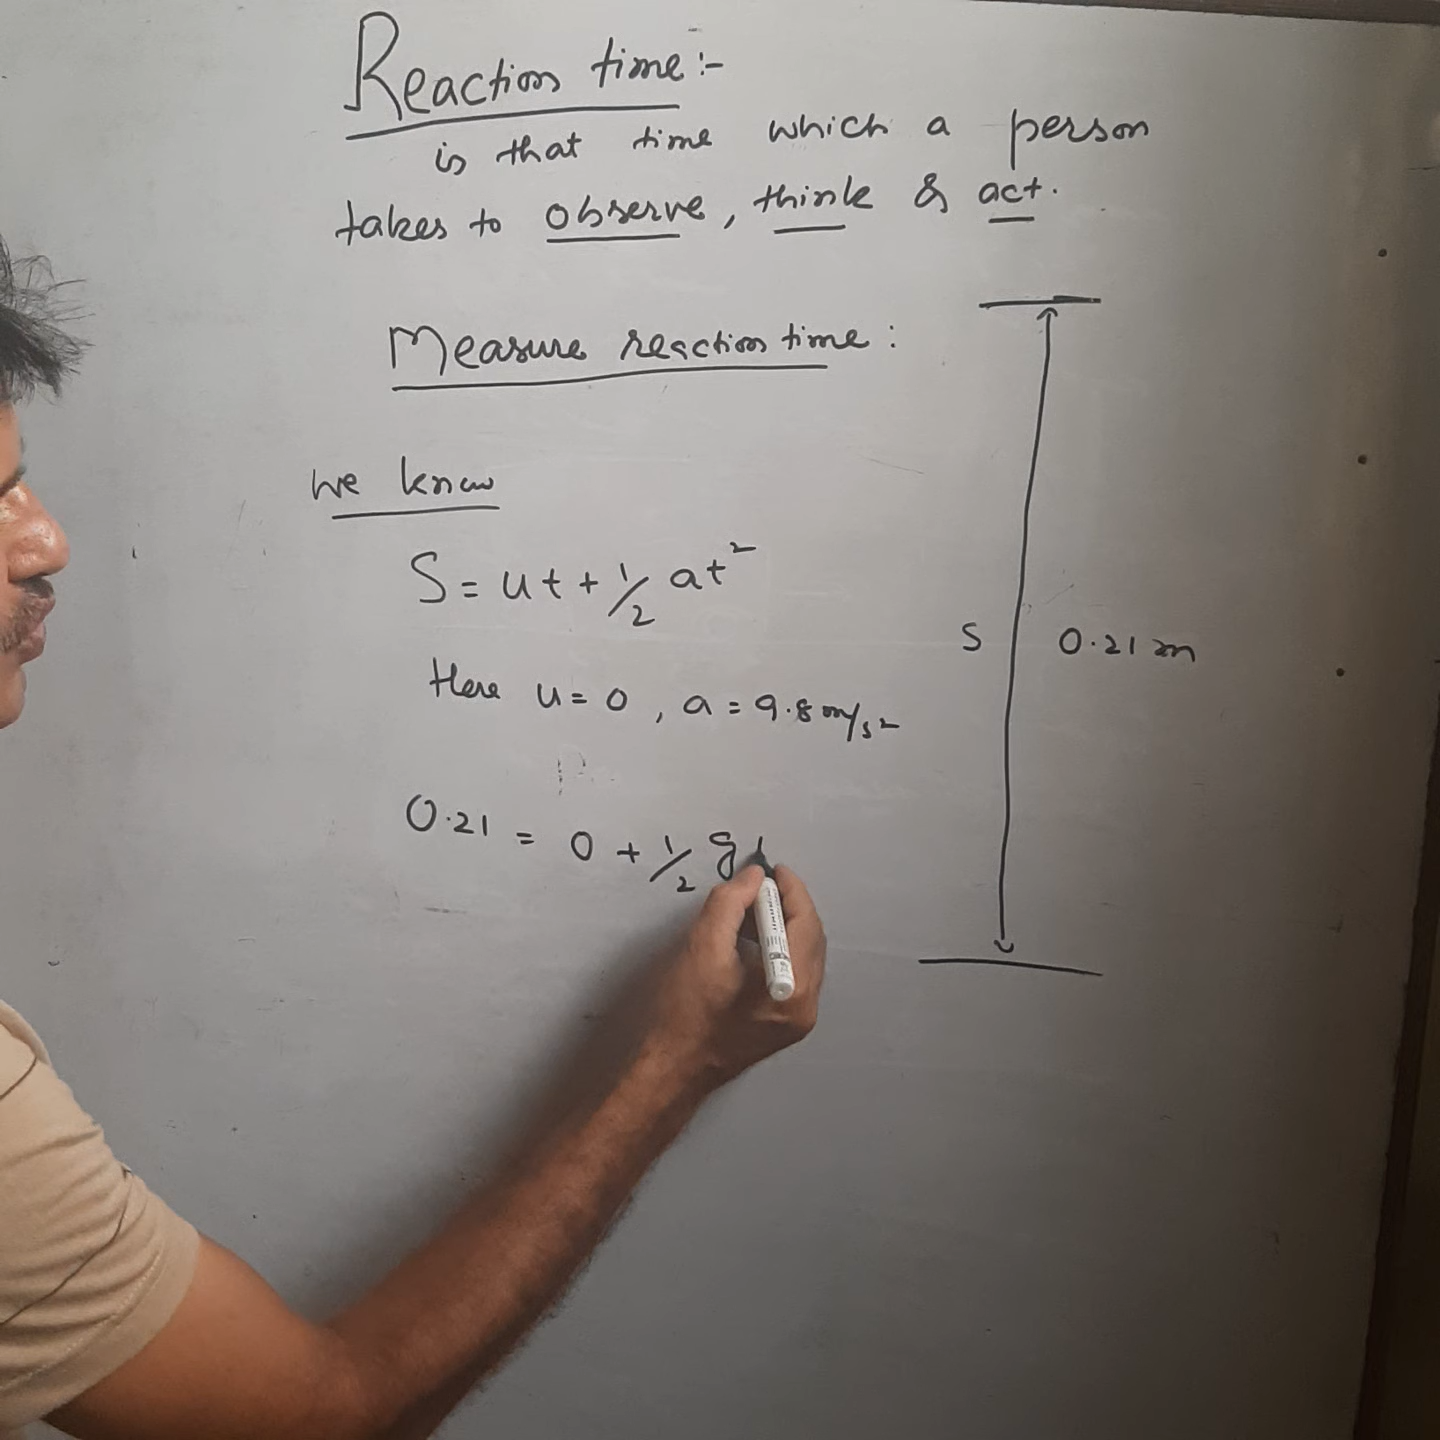 Reaction time :-
is that time which a person
takes to observe, think & act.
Measure reaction time :
we know
S = ut + 1/2 at²
Here u = 0 , a = 9.8 m/s²
S 0.21 m
0.21 = 0 + 1/2 g